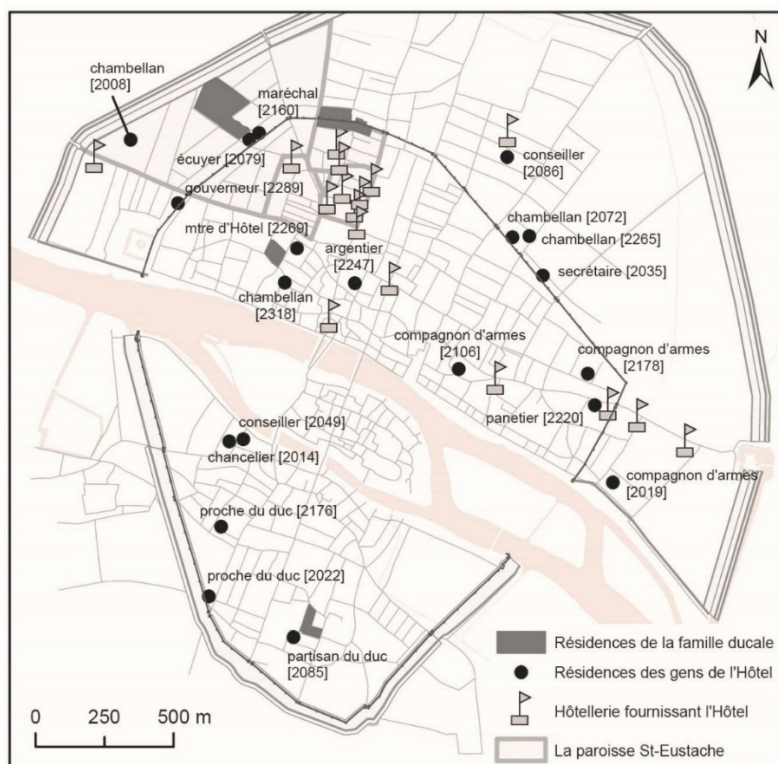 N
chambellan
[2008]
maréchal
[2160]
écuyer [2079]
gouverneur [2289]
conseiller
[2086]
mtre d'Hôtel [2269]
chambellan [2072]
chambellan [2265]
argentier
[2247]
secrétaire [2035]
chambellan
[2318]
compagnon d'armes
[2106]
compagnon d'armes
[2178]
panetier [2220]
conseiller [2049]
chancelier [2014]
compagnon d'armes
[2019]
proche du duc [2176]
proche du duc [2022]
partisan du duc
[2085]
Résidences de la famille ducale
Résidences des gens de l'Hôtel
Hôtellerie fournissant l'Hôtel
La paroisse St-Eustache
0 250 500 m